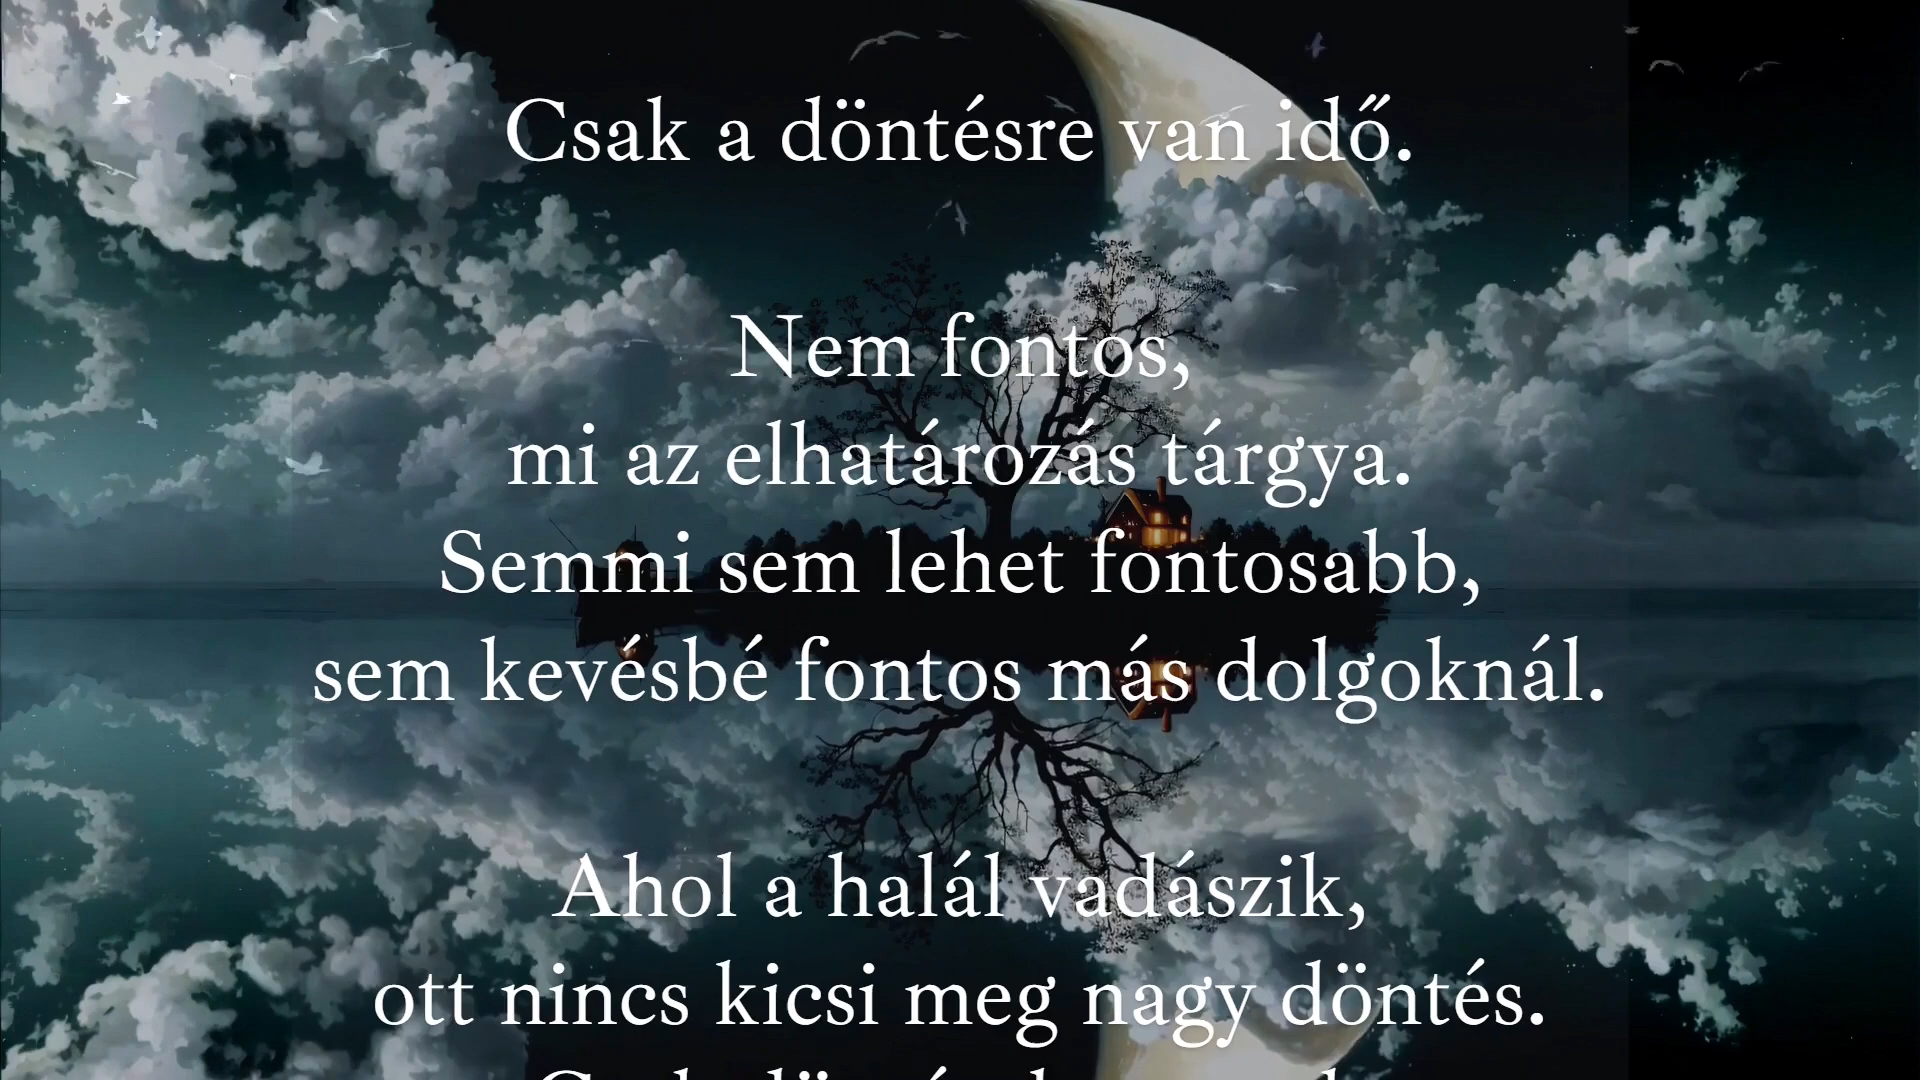 Csak a döntésre van idő.
Nem fontos,
mi az elhatározás tárgya.
Semmi sem lehet fontosabb,
sem kevésbé fontos más dolgoknál.
Ahol a halál vadászik,
ott nincs kicsi meg nagy döntés.